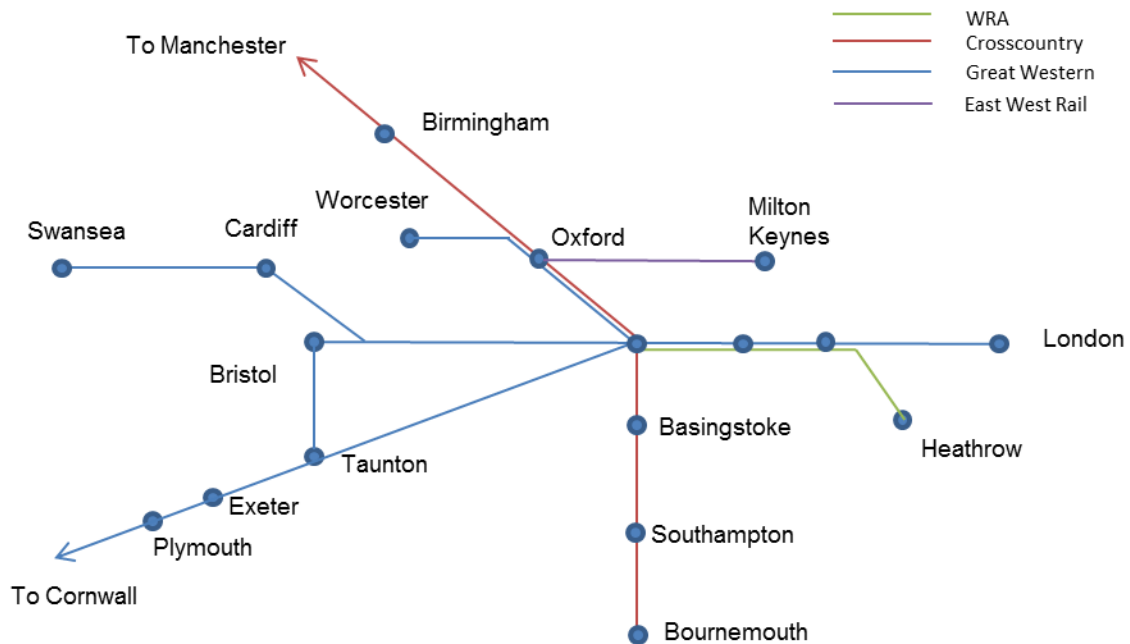 WRA
To Manchester
Crosscountry
Great Western
East West Rail
Birmingham
Worcester
Milton
Keynes
Swansea
Cardiff
Oxford
London
Bristol
Basingstoke
Heathrow
Taunton
Exeter
Southampton
Plymouth
To Cornwall
Bournemouth